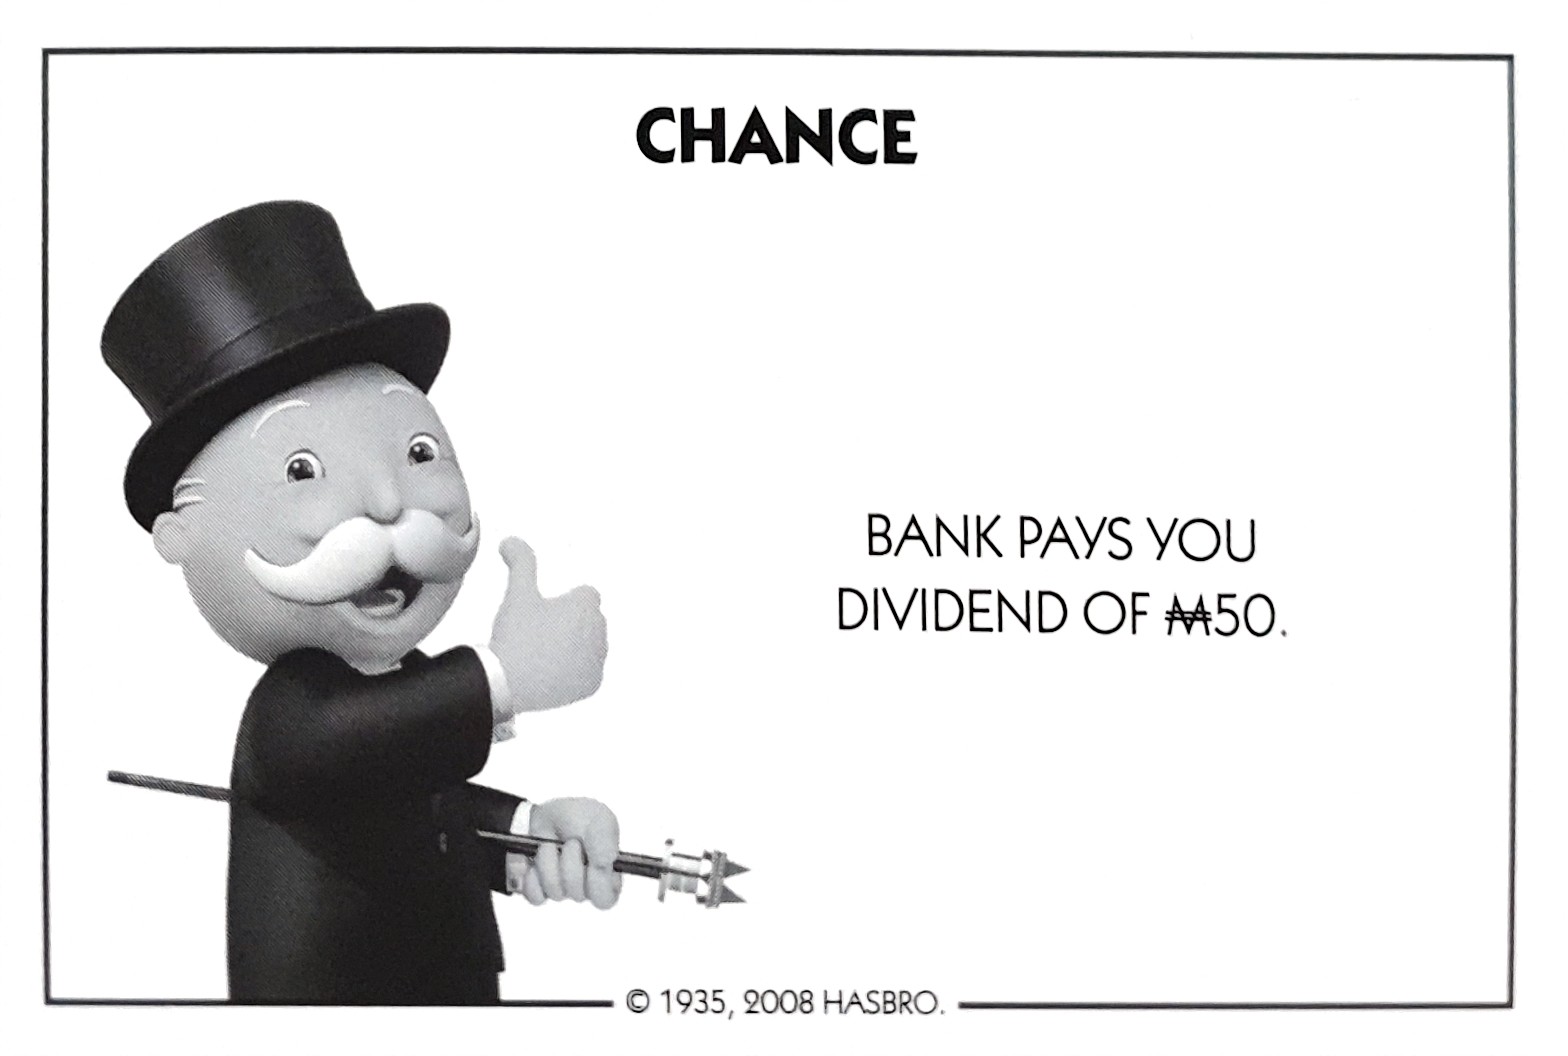 CHANCE
BANK PAYS YOU
DIVIDEND OF ₩50.
© 1935, 2008 HASBRO.